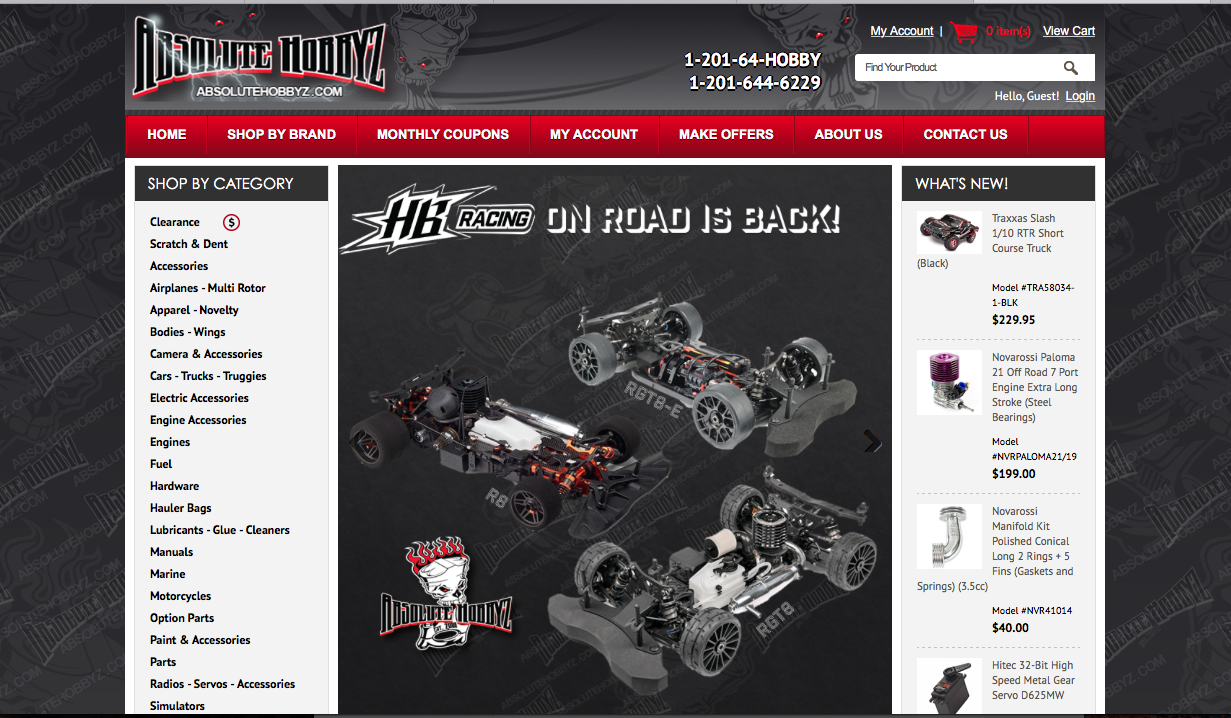 ABSOLUTE HOBBYZ
ABSOLUTEHOBBYZ.COM
1-201-64-HOBBY
1-201-644-6229
My Account | 0 item(s) View Cart
Find Your Product
Hello, Guest! Login
HOME SHOP BY BRAND MONTHLY COUPONS MY ACCOUNT MAKE OFFERS ABOUT US CONTACT US
SHOP BY CATEGORY
Clearance $
Scratch & Dent
Accessories
Airplanes - Multi Rotor
Apparel - Novelty
Bodies - Wings
Camera & Accessories
Cars - Trucks - Truggies
Electric Accessories
Engine Accessories
Engines
Fuel
Hardware
Hauler Bags
Lubricants - Glue - Cleaners
Manuals
Marine
Motorcycles
Option Parts
Paint & Accessories
Parts
Radios - Servos - Accessories
Simulators
HB RACING ON ROAD IS BACK!
RGT8-E
R8
RGT8
ABSOLUTE HOBBYZ
WHAT'S NEW!
Traxxas Slash
1/10 RTR Short
Course Truck
(Black)
Model #TRA58034-
1-BLK
$229.95
Novarossi Paloma
21 Off Road 7 Port
Engine Extra Long
Stroke (Steel
Bearings)
Model
#NVRPALOMA21/19
$199.00
Novarossi
Manifold Kit
Polished Conical
Long 2 Rings + 5
Fins (Gaskets and
Springs) (3.5cc)
Model #NVR41014
$40.00
Hitec 32-Bit High
Speed Metal Gear
Servo D625MW